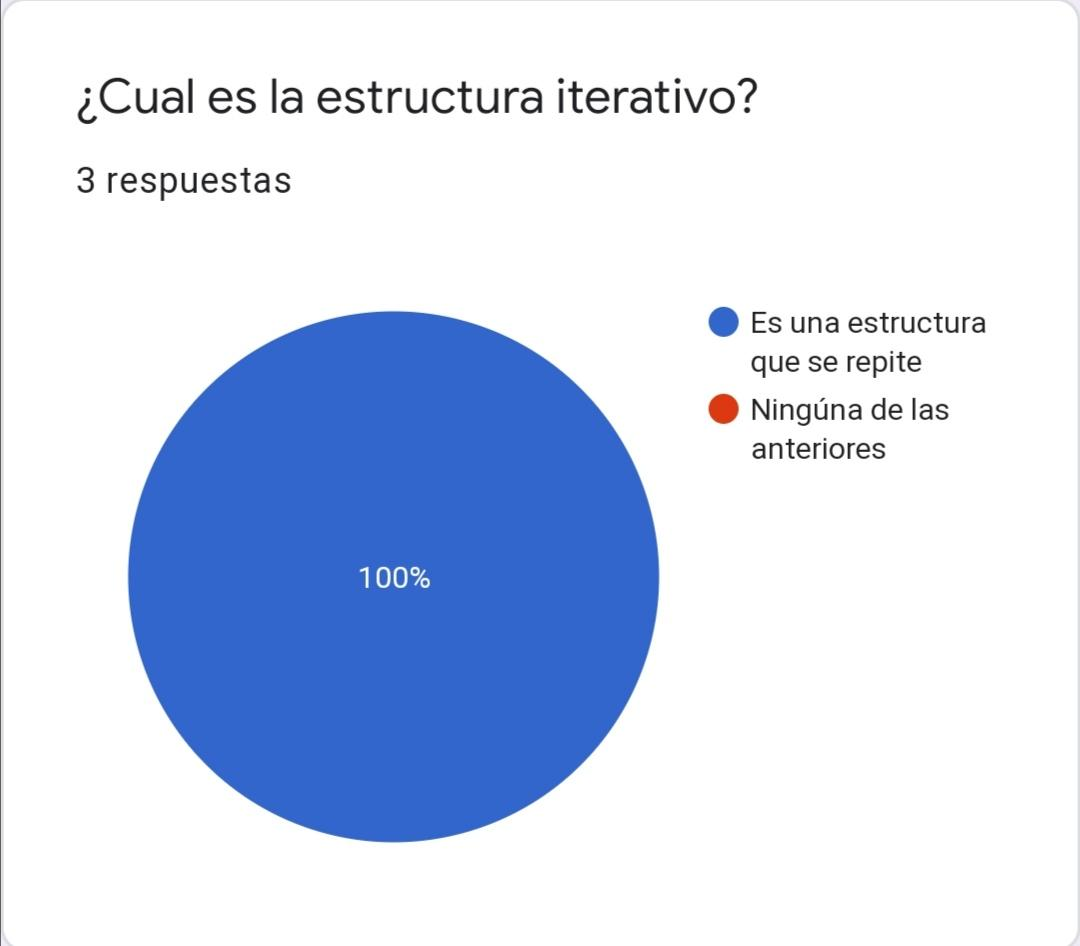 ¿Cual es la estructura iterativo?
3 respuestas
Es una estructura
que se repite
Ningúna de las
anteriores
100%